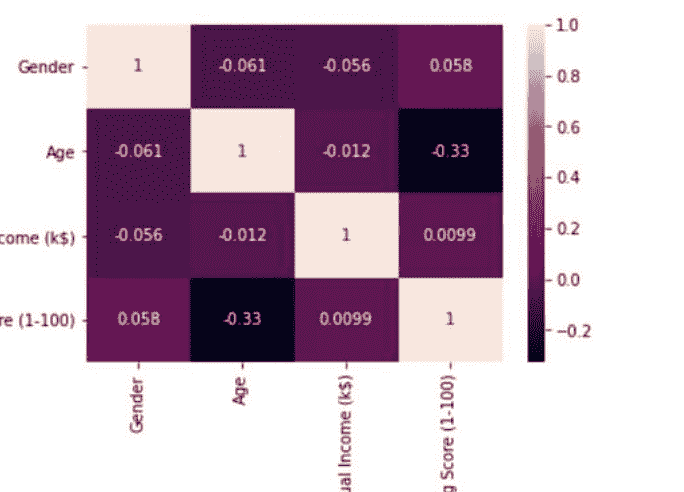 Gender 1 -0.061 -0.056 0.058
Age -0.061 1 -0.012 -0.33
come (k$) -0.056 -0.012 1 0.0099
re (1-100) 0.058 -0.33 0.0099 1
Gender
Age
ual Income (k$)
g Score (1-100)
1.0
0.8
0.6
0.4
0.2
0.0
−0.2